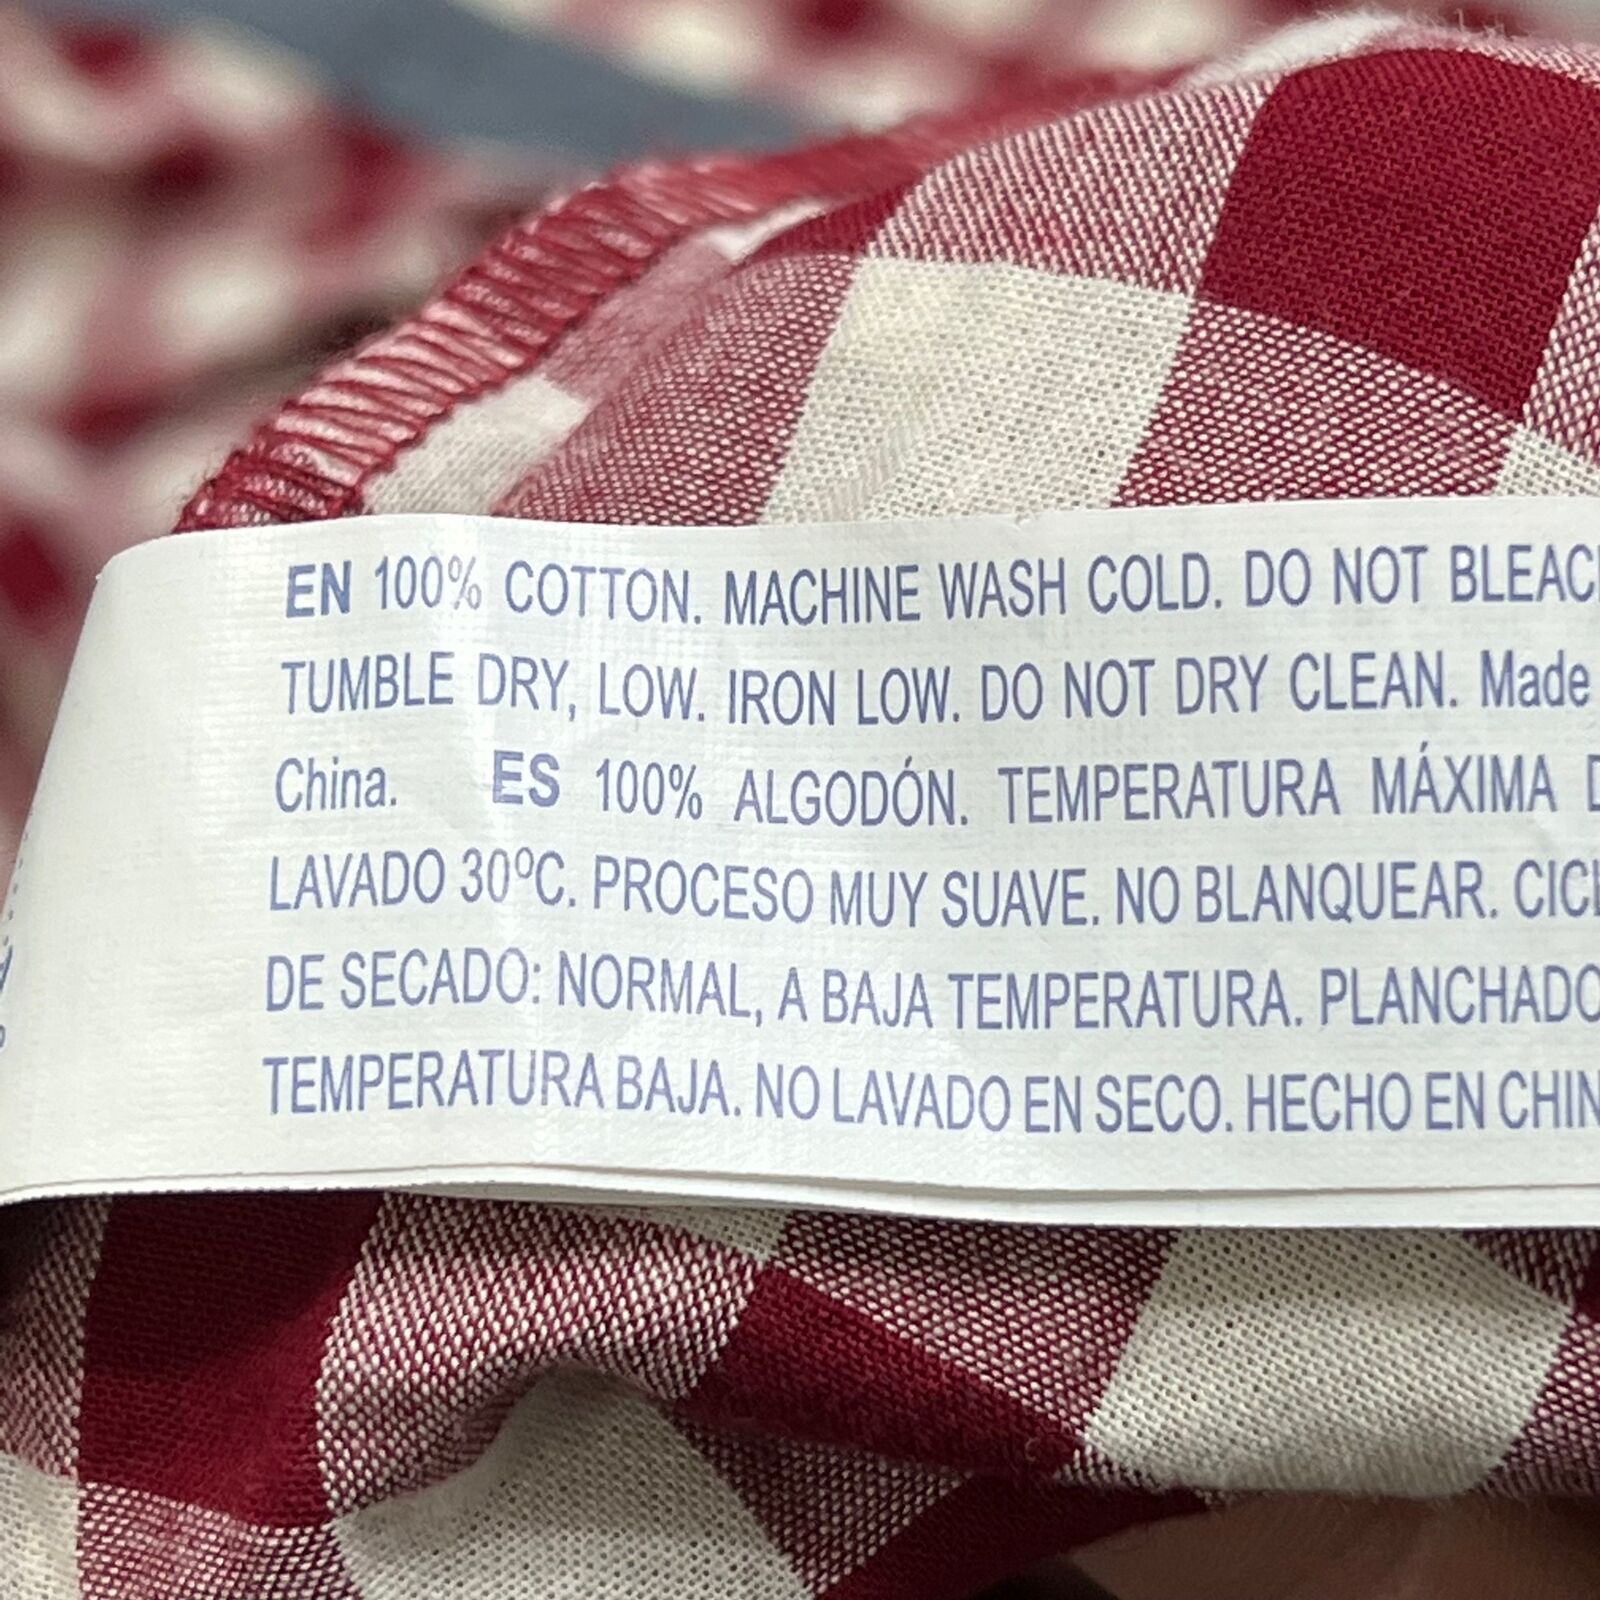 EN 100% COTTON. MACHINE WASH COLD. DO NOT BLEAC
TUMBLE DRY, LOW. IRON LOW. DO NOT DRY CLEAN. Made
China. ES 100% ALGODÓN. TEMPERATURA MÁXIMA D
LAVADO 30ºC. PROCESO MUY SUAVE. NO BLANQUEAR. CICL
DE SECADO: NORMAL, A BAJA TEMPERATURA. PLANCHADO
TEMPERATURA BAJA. NO LAVADO EN SECO. HECHO EN CHIN